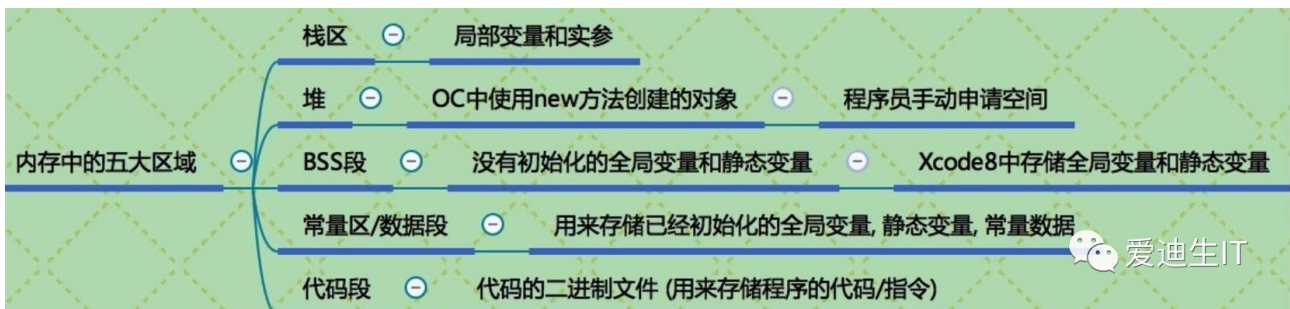 栈区 局部变量和实参
堆 OC中使用new方法创建的对象 程序员手动申请空间
内存中的五大区域 BSS段 没有初始化的全局变量和静态变量 Xcode8中存储全局变量和静态变量
常量区/数据段 用来存储已经初始化的全局变量, 静态变量, 常量数据
爱迪生IT
代码段 代码的二进制文件 (用来存储程序的代码/指令)